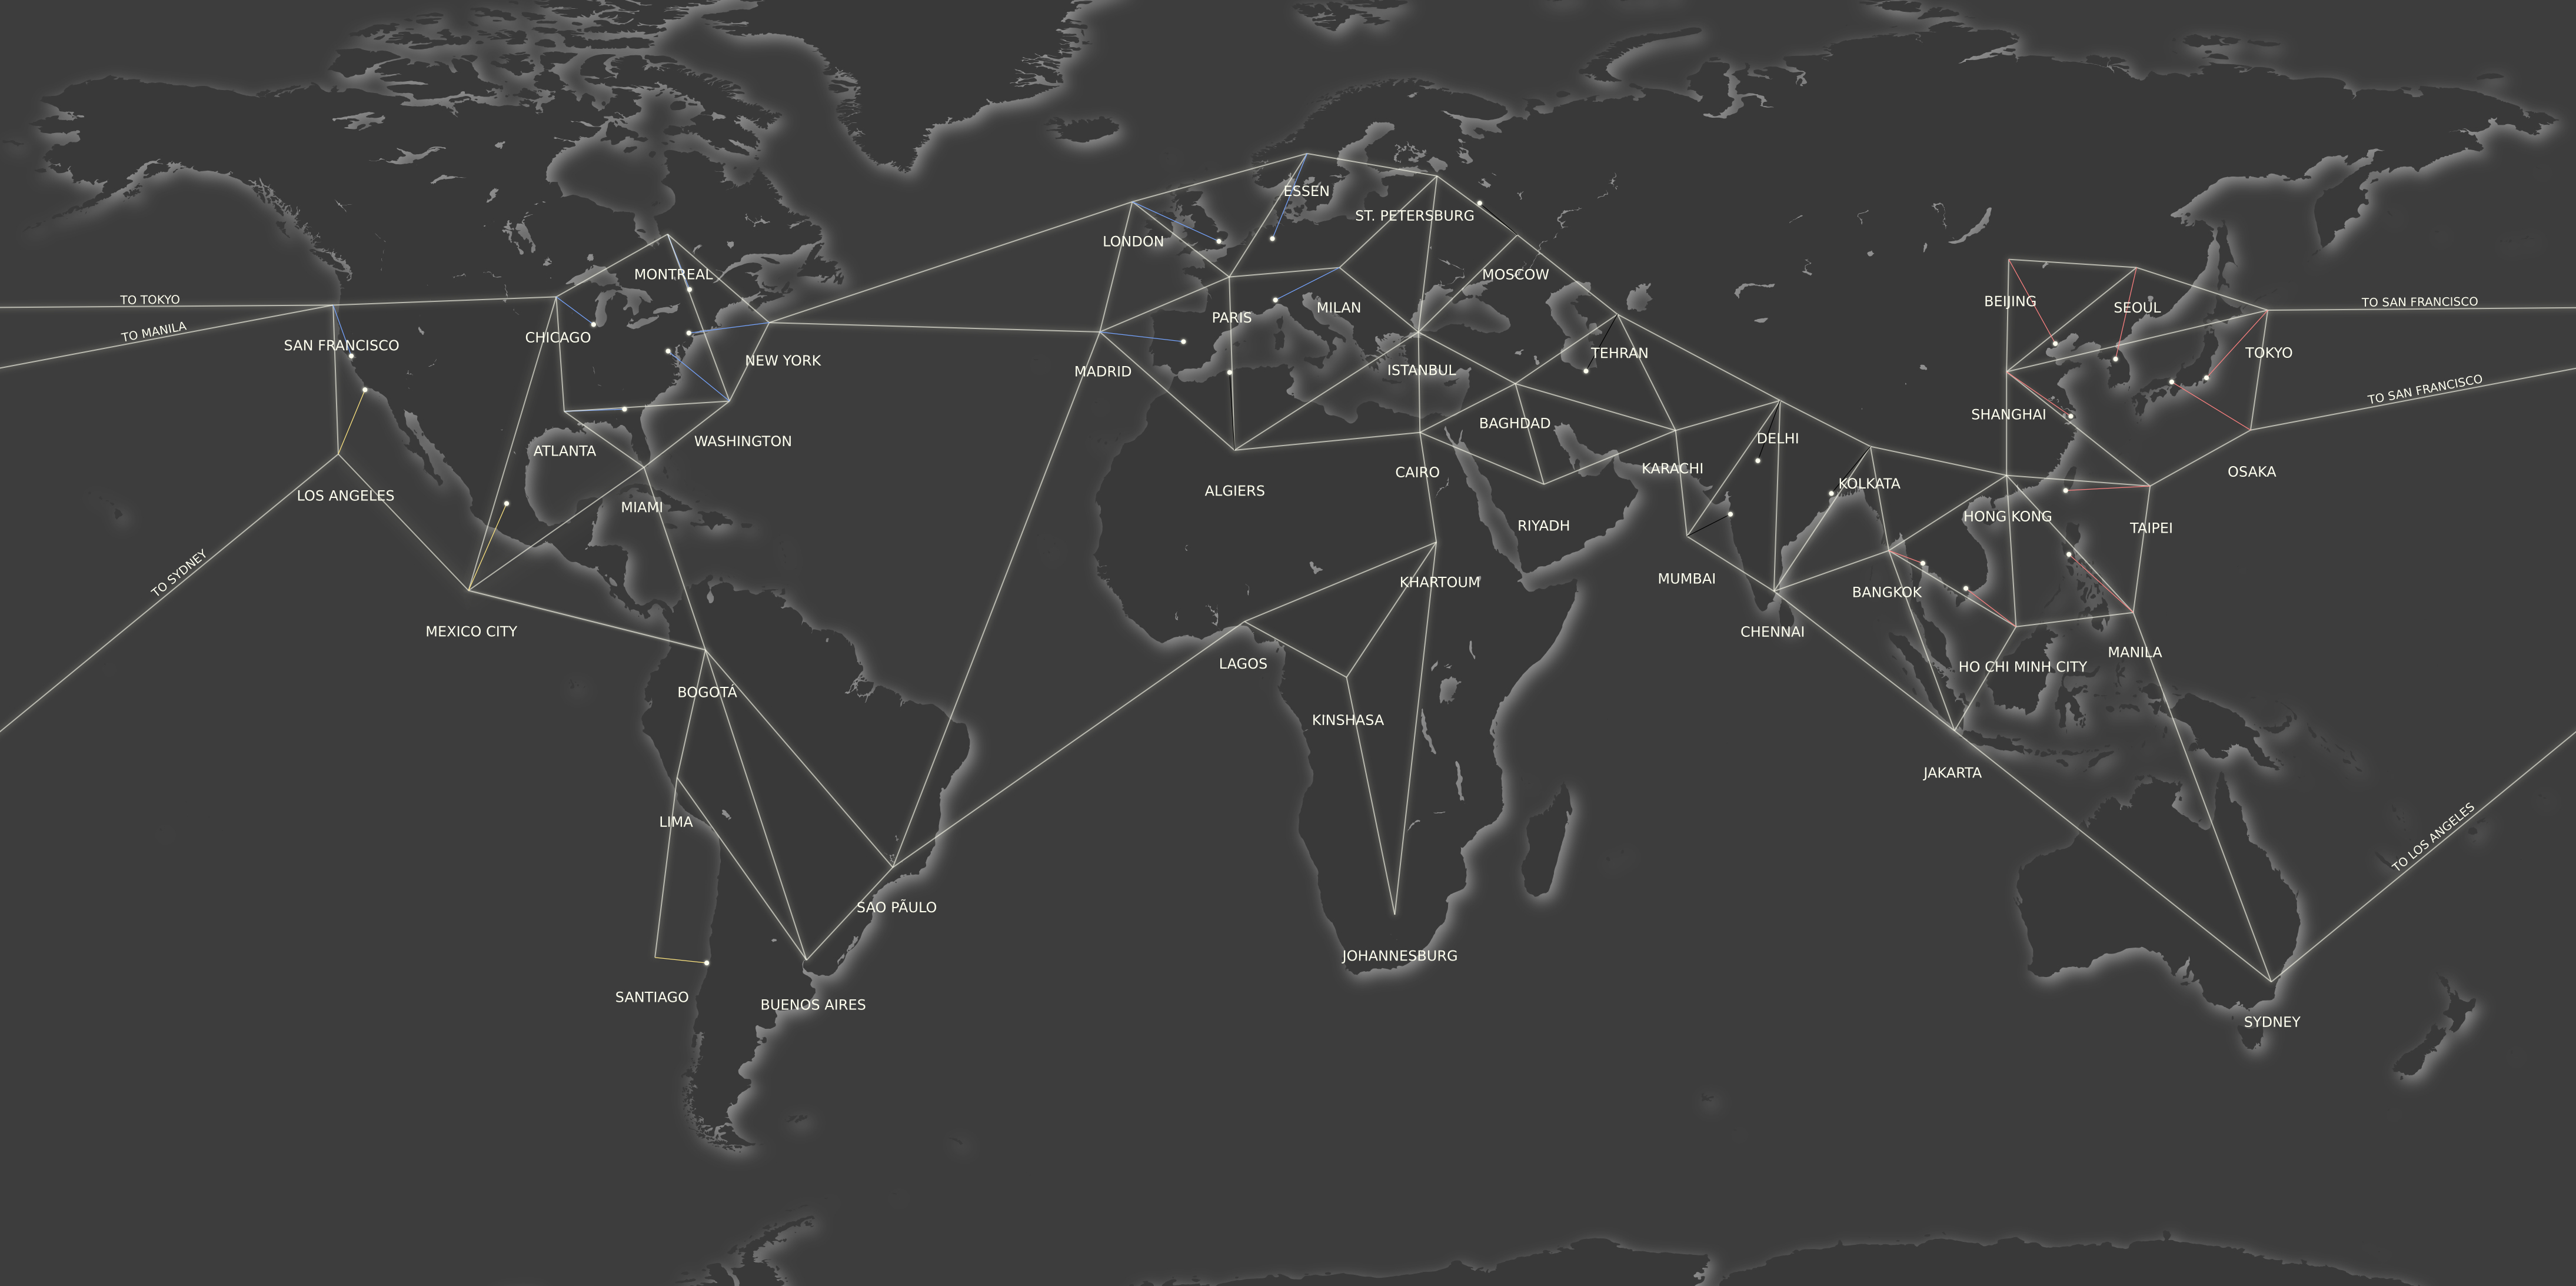 ESSEN
ST. PETERSBURG
LONDON
MONTREAL
MOSCOW
TO TOKYO
BEIJING
SEOUL
TO SAN FRANCISCO
MILAN
PARIS
TO MANILA
CHICAGO
SAN FRANCISCO
NEW YORK
TEHRAN
TOKYO
MADRID
ISTANBUL
TO SAN FRANCISCO
SHANGHAI
BAGHDAD
WASHINGTON
DELHI
ATLANTA
KARACHI
CAIRO
OSAKA
KOLKATA
ALGIERS
LOS ANGELES
MIAMI
HONG KONG
RIYADH
TAIPEI
TO SYDNEY
MUMBAI
KHARTOUM
BANGKOK
MEXICO CITY
CHENNAI
MANILA
LAGOS
HO CHI MINH CITY
BOGOTÁ
KINSHASA
JAKARTA
LIMA
TO LOS ANGELES
SAO PÃULO
JOHANNESBURG
SANTIAGO
BUENOS AIRES
SYDNEY